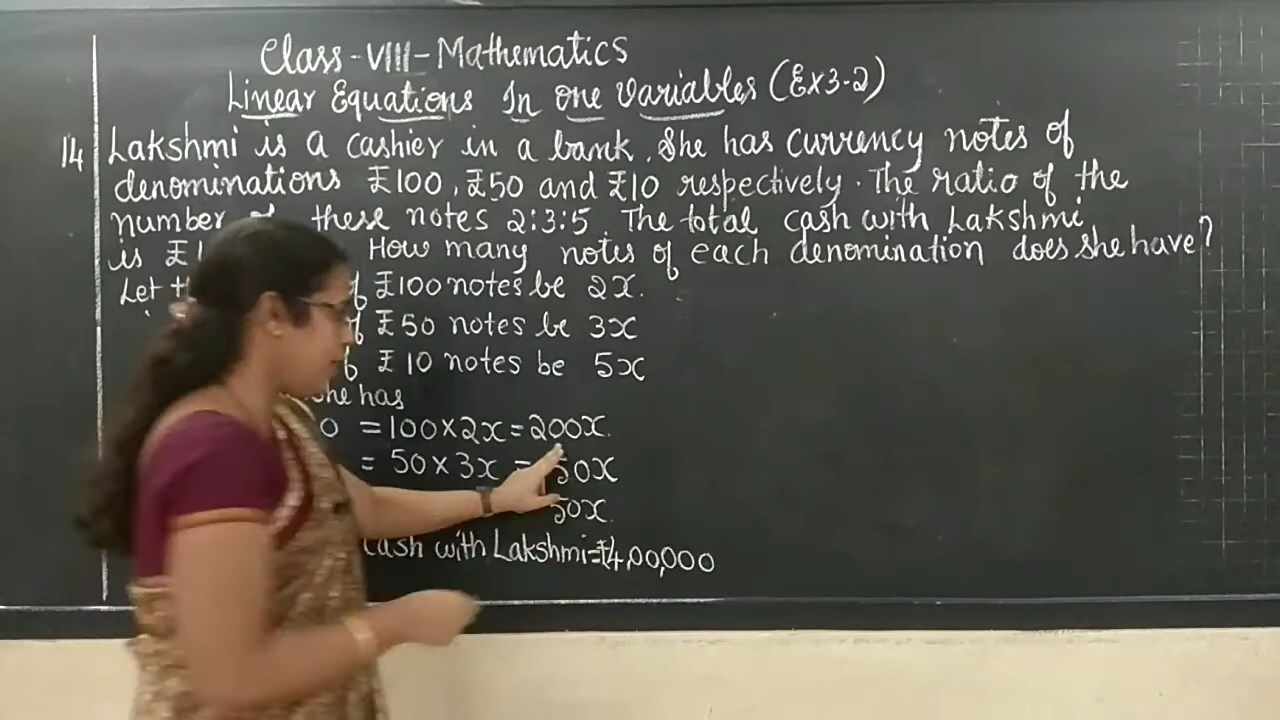 Class-VIII-Mathematics
Linear Equations In one Variables (Ex3-2)
14 Lakshmi is a cashier in a bank. She has currency notes of
denominations ₹100, ₹50 and ₹10 respectively. The ratio of the
number these notes 2:3:5. The total cash with Lakshmi
is How many notes of each denomination does she have?
Let ₹100 notes be 2x.
₹50 notes be 3x
₹10 notes be 5x
she has
0 = 100×2x = 200x.
= 50×3x = 50x
50x.
cash with Lakshmi=₹4,00,000